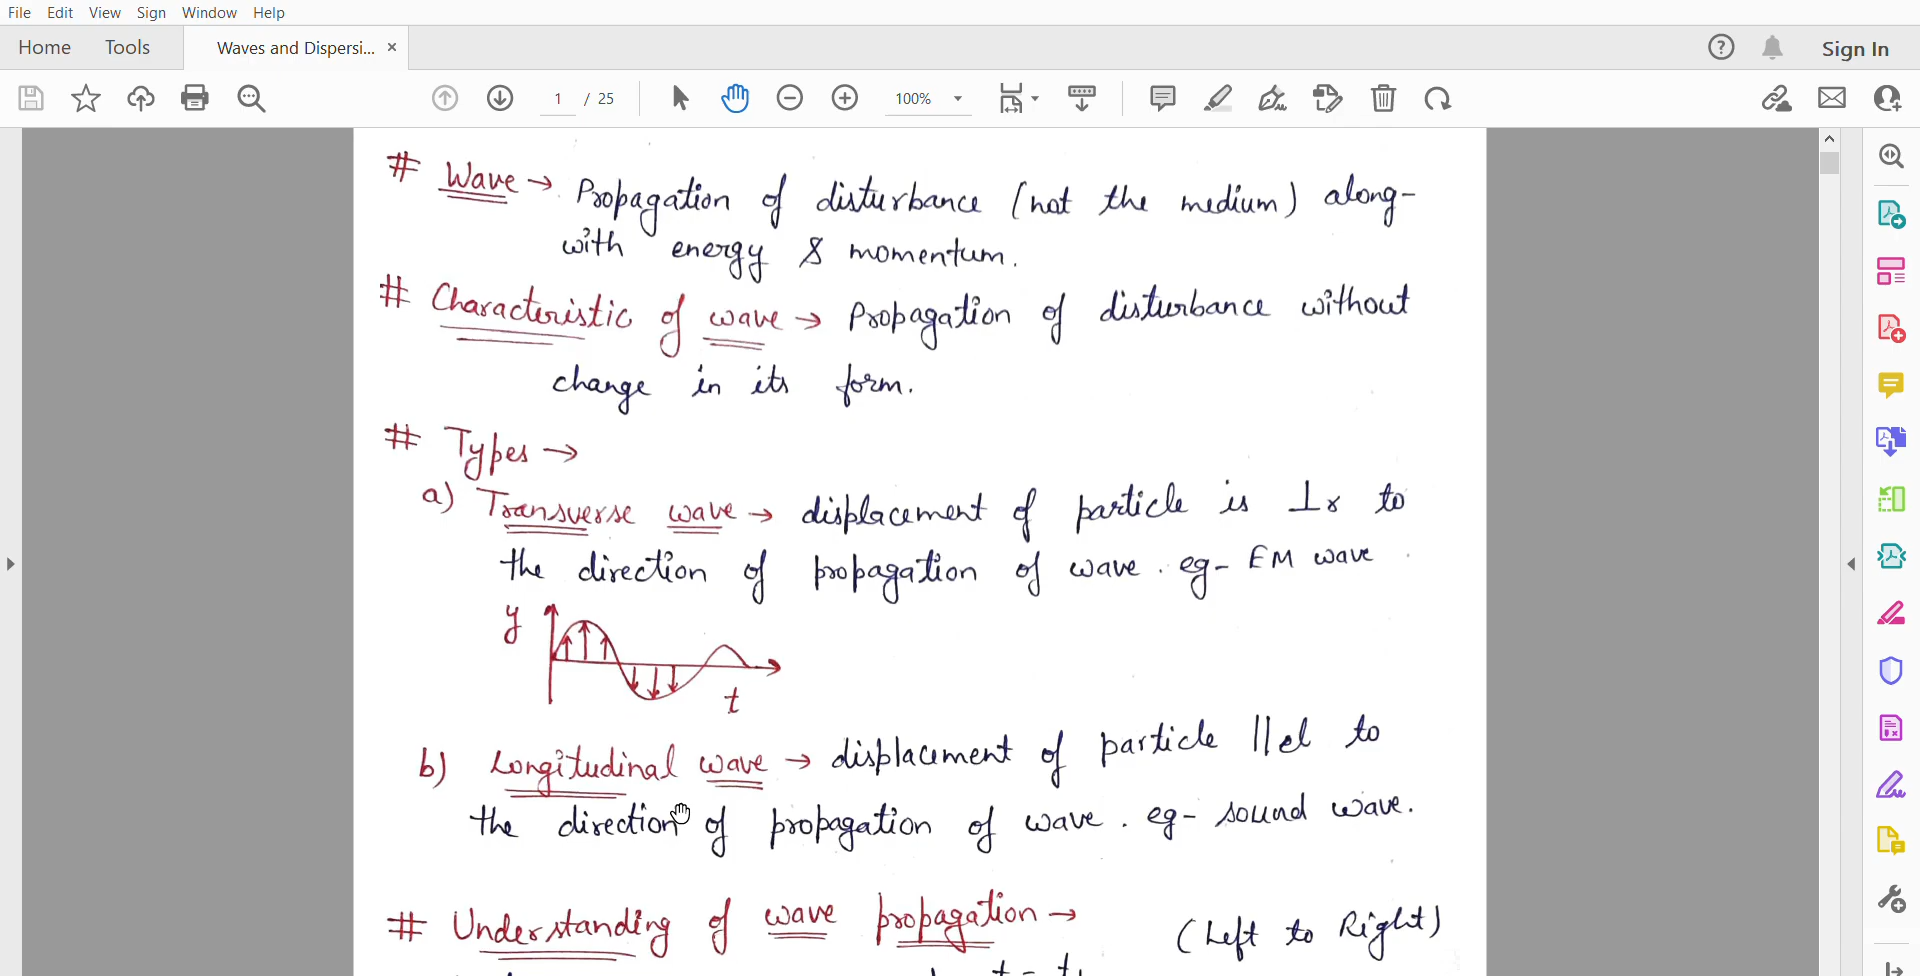 File Edit View Sign Window Help
Home Tools Waves and Dispersi... × Sign In
1 / 25 100%
# Wave → Propagation of disturbance (not the medium) along-
with energy & momentum.
# Characteristic of wave → Propagation of disturbance without
change in its form.
# Types →
a) Transverse wave → displacement of particle is ⊥r to
the direction of propagation of wave. eg- EM wave
y
t
b) Longitudinal wave → displacement of particle ||el to
the direction of propagation of wave. eg- sound wave.
# Understanding of wave propagation → (Left to Right)